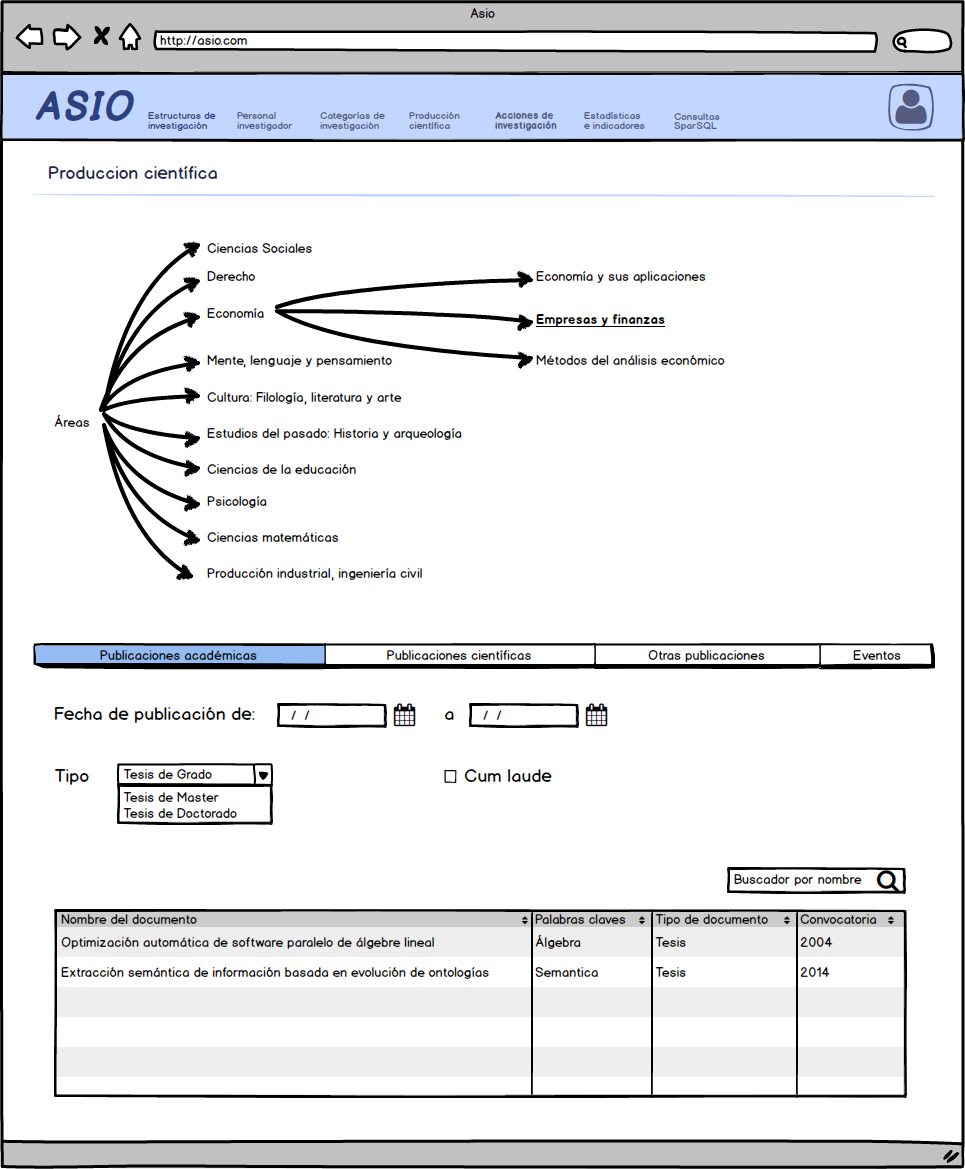 Asio
http://asio.com
ASIO
Estructuras de
investigación
Personal
investigador
Categorías de
investigación
Producción
científica
Acciones de
investigación
Estadísticas
e indicadores
Consultas
SparSQL
Produccion científica
Ciencias Sociales
Derecho
Economía y sus aplicaciones
Economía
Empresas y finanzas
Mente, lenguaje y pensamiento
Métodos del análisis económico
Cultura: Filología, literatura y arte
Áreas
Estudios del pasado: Historia y arqueología
Ciencias de la educación
Psicología
Ciencias matemáticas
Producción industrial, ingeniería civil
Publicaciones académicas
Publicaciones científicas
Otras publicaciones
Eventos
Fecha de publicación de: / / a / /
Tipo Tesis de Grado Cum laude
Tesis de Master
Tesis de Doctorado
Buscador por nombre
Nombre del documento Palabras claves Tipo de documento Convocatoria
Optimización automática de software paralelo de álgebre lineal Álgebra Tesis 2004
Extracción semántica de información basada en evolución de ontologías Semantica Tesis 2014